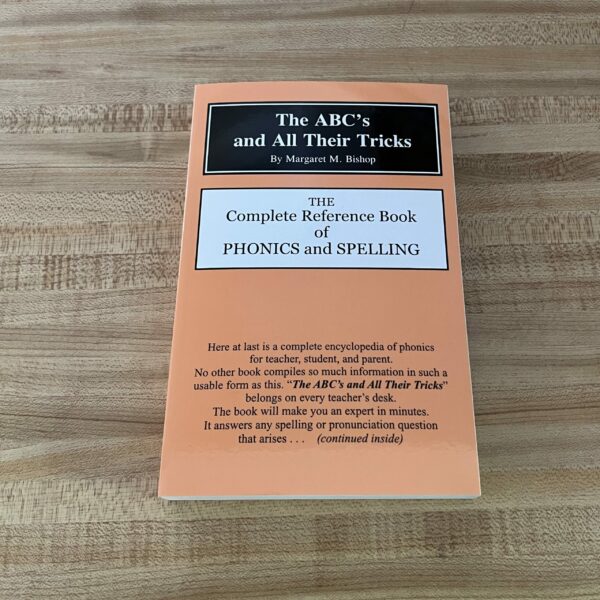 The ABC's
and All Their Tricks
By Margaret M. Bishop
THE
Complete Reference Book
of
PHONICS and SPELLING
Here at last is a complete encyclopedia of phonics
for teacher, student, and parent.
No other book compiles so much information in such a
usable form as this. “The ABC’s and All Their Tricks”
belongs on every teacher’s desk.
The book will make you an expert in minutes.
It answers any spelling or pronunciation question
that arises . . . (continued inside)